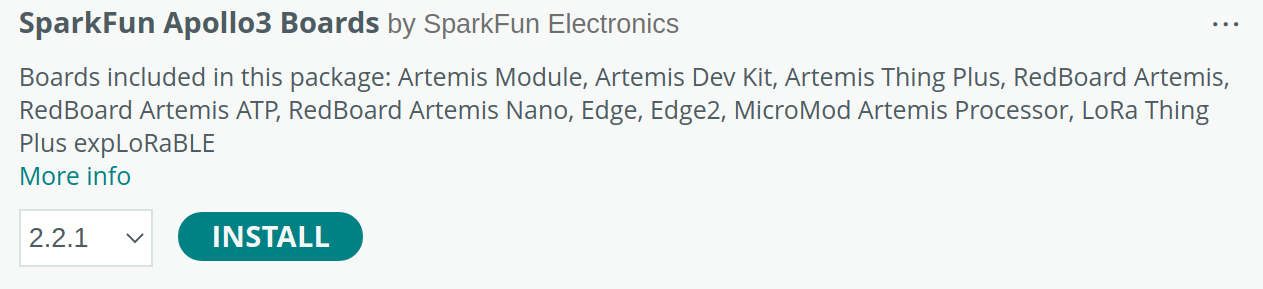 SparkFun Apollo3 Boards by SparkFun Electronics
Boards included in this package: Artemis Module, Artemis Dev Kit, Artemis Thing Plus, RedBoard Artemis,
RedBoard Artemis ATP, RedBoard Artemis Nano, Edge, Edge2, MicroMod Artemis Processor, LoRa Thing
Plus expLoRaBLE
More info
2.2.1 INSTALL